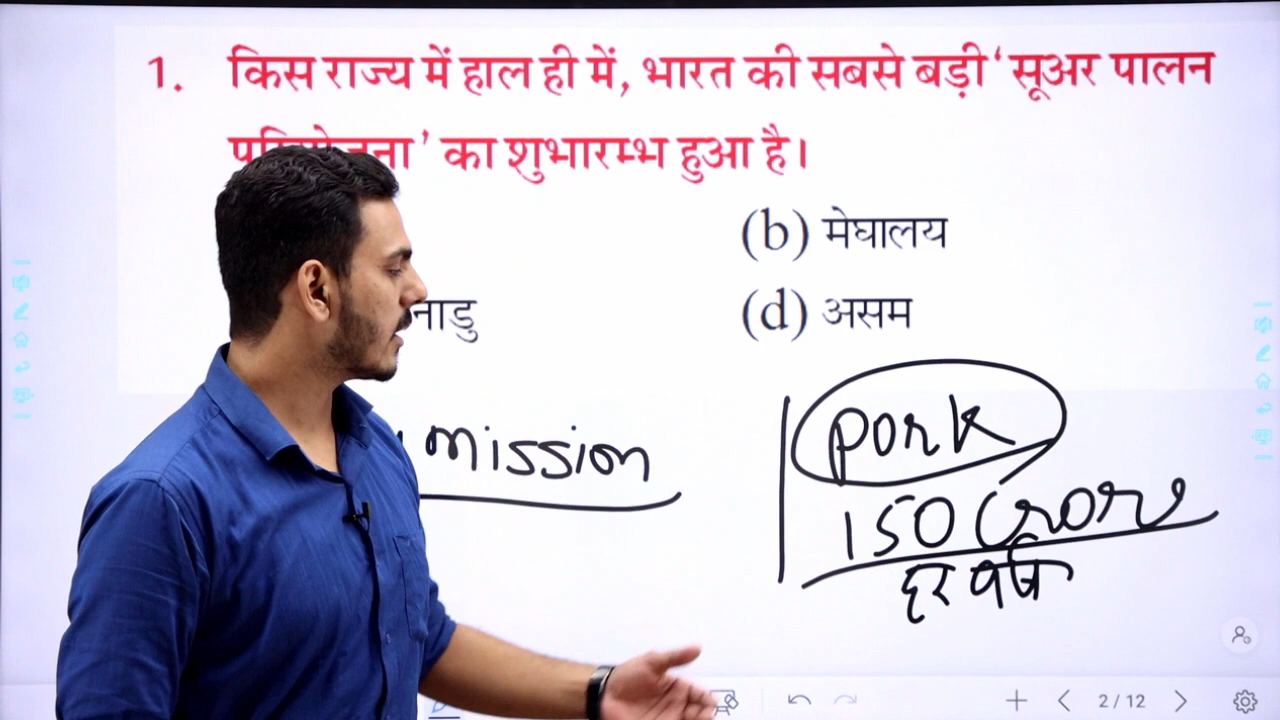 1. किस राज्य में हाल ही में, भारत की सबसे बड़ी ‘सूअर पालन
’ का शुभारम्भ हुआ है।
(b) मेघालय
नाडु
(d) असम
mission
pork
150 Crore
हर वर्ष
2/12